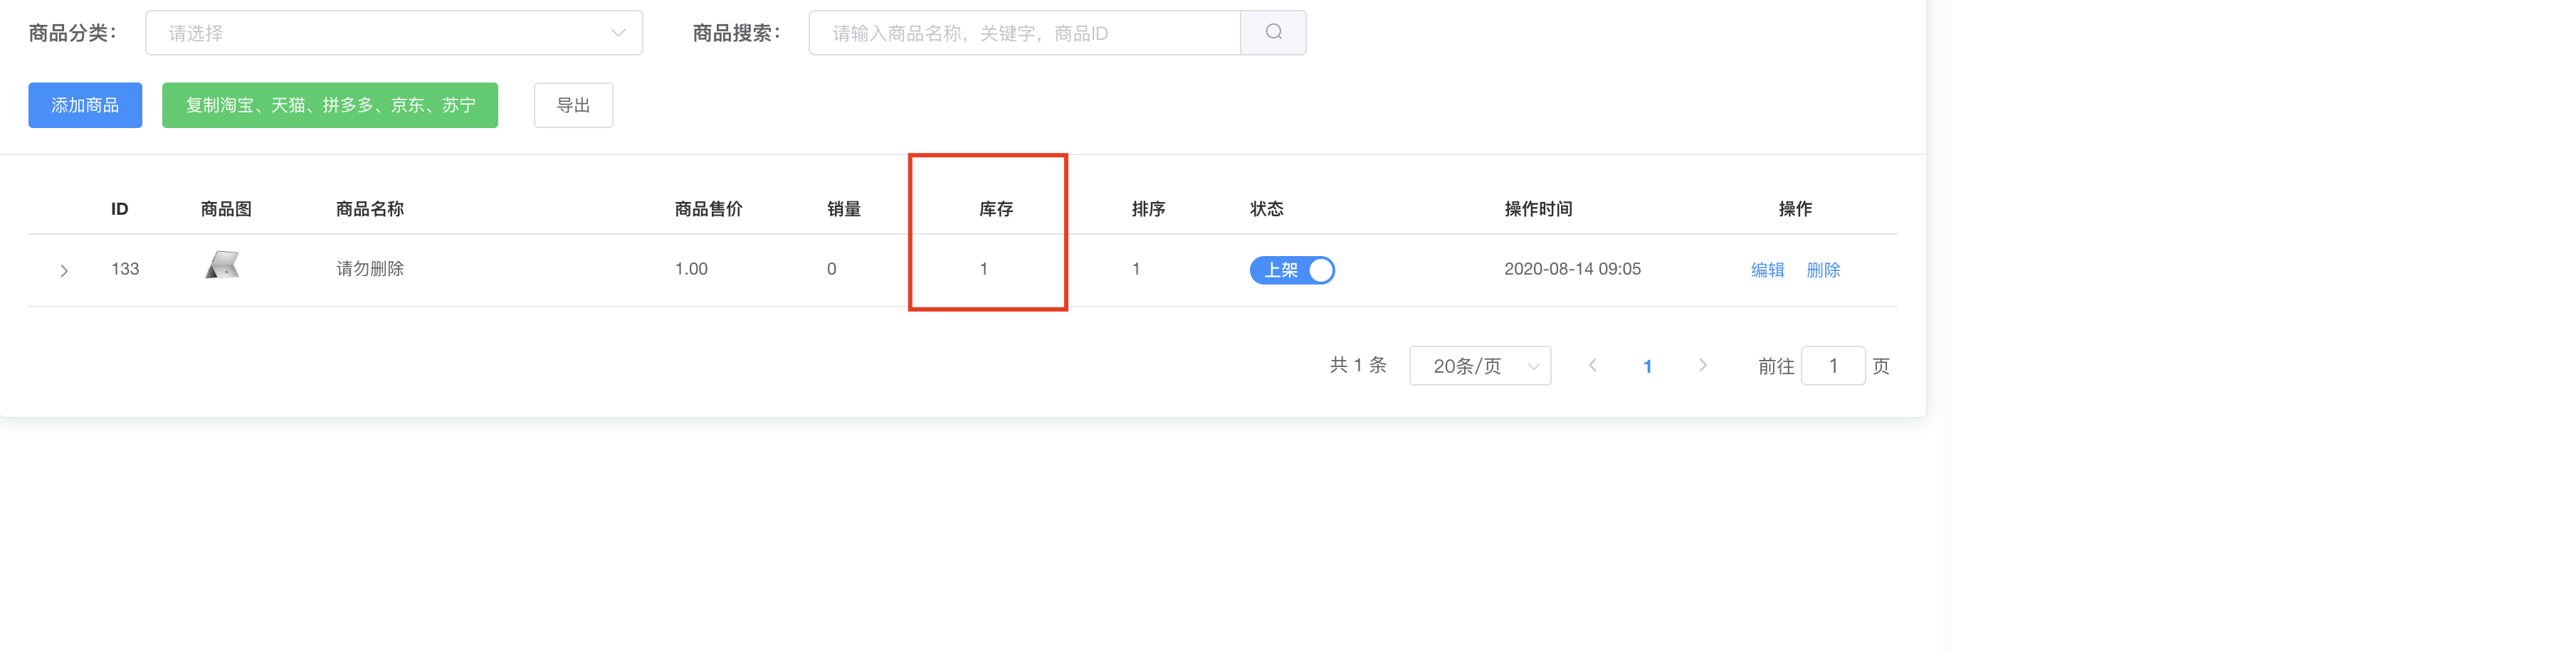 商品分类： 请选择 商品搜索： 请输入商品名称，关键字，商品ID
添加商品 复制淘宝、天猫、拼多多、京东、苏宁 导出
ID 商品图 商品名称 商品售价 销量 库存 排序 状态 操作时间 操作
133 请勿删除 1.00 0 1 1 上架 2020-08-14 09:05 编辑 删除
共 1 条 20条/页 1 前往 1 页